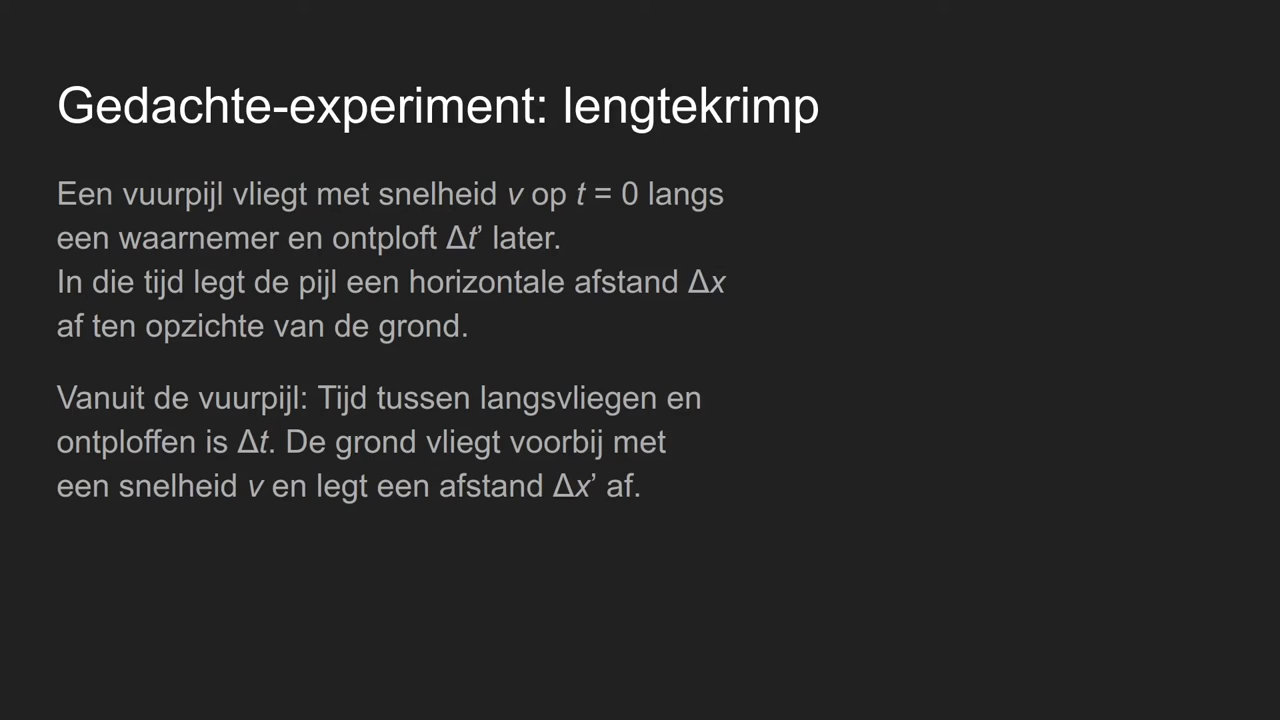 Gedachte-experiment: lengtekrimp
Een vuurpijl vliegt met snelheid v op t = 0 langs
een waarnemer en ontploft Δt’ later.
In die tijd legt de pijl een horizontale afstand Δx
af ten opzichte van de grond.
Vanuit de vuurpijl: Tijd tussen langsvliegen en
ontploffen is Δt. De grond vliegt voorbij met
een snelheid v en legt een afstand Δx’ af.